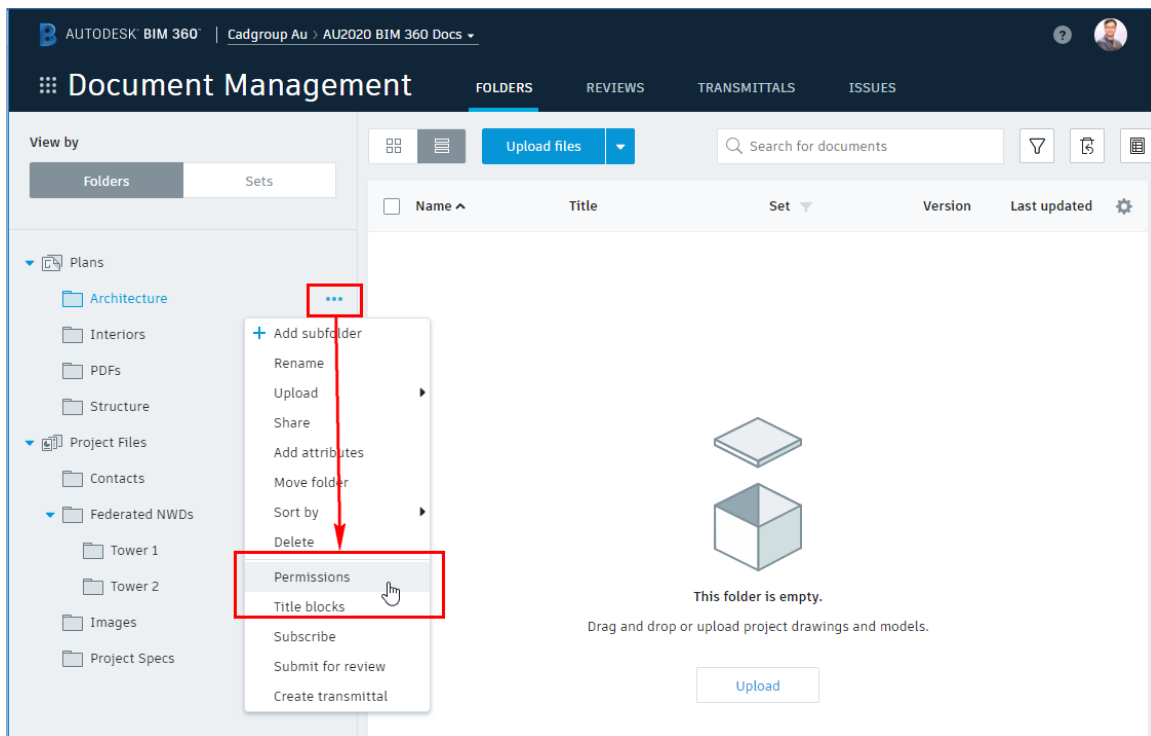 AUTODESK® BIM 360™ | Cadgroup Au > AU2020 BIM 360 Docs
Document Management
FOLDERS REVIEWS TRANSMITTALS ISSUES
View by
Folders Sets
Upload files
Search for documents
Name Title Set Version Last updated
Plans
Architecture
Interiors
PDFs
Structure
Project Files
Contacts
Federated NWDs
Tower 1
Tower 2
Images
Project Specs
+ Add subfolder
Rename
Upload
Share
Add attributes
Move folder
Sort by
Delete
Permissions
Title blocks
Subscribe
Submit for review
Create transmittal
This folder is empty.
Drag and drop or upload project drawings and models.
Upload